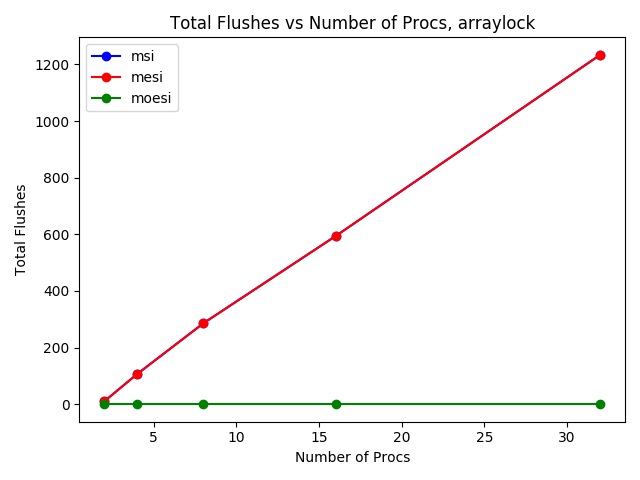 Total Flushes vs Number of Procs, arraylock
msi
mesi
moesi
Total Flushes
1200
1000
800
600
400
200
0
5
10
15
20
25
30
Number of Procs